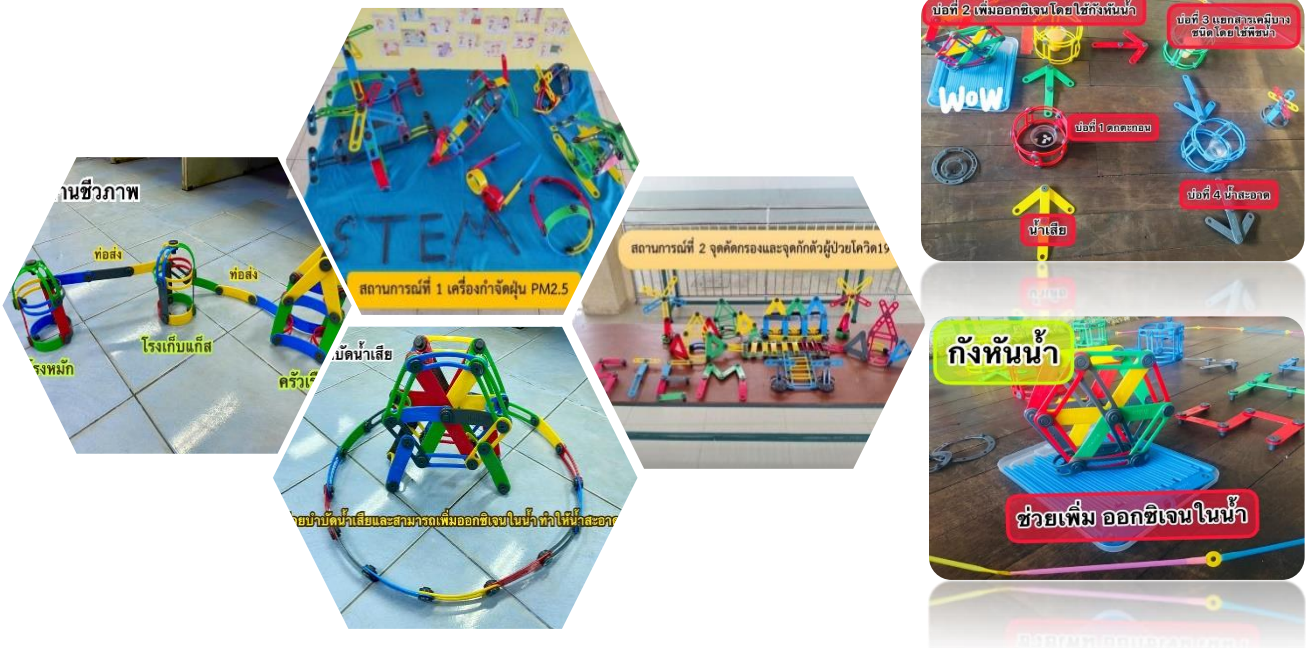 านชีวภาพ
ท่อส่ง
ท่อส่ง
โรงเก็บแก็ส
รงหมัก
ครัวเรื
STEM
สถานการณ์ที่ 1 เครื่องกำจัดฝุ่น PM2.5
บัดน้ำเสีย
วยบำบัดน้ำเสียและสามารถเพิ่มออกซิเจนในน้ำ ทำให้น้ำสะอาด
สถานการณ์ที่ 2 จุดคัดกรองและจุดกักตัวผู้ป่วยโควิด19
บ่อที่ 2 เพิ่มออกซิเจน โดยใช้กังหันน้ำ
บ่อที่ 3 แยกสารเคมีบาง
ชนิดโดยใช้พืชน้ำ
WOW
บ่อที่ 1 ตกตะกอน
บ่อที่ 4 น้ำสะอาด
น้ำเสีย
กังหันน้ำ
ช่วยเพิ่ม ออกซิเจนในน้ำ